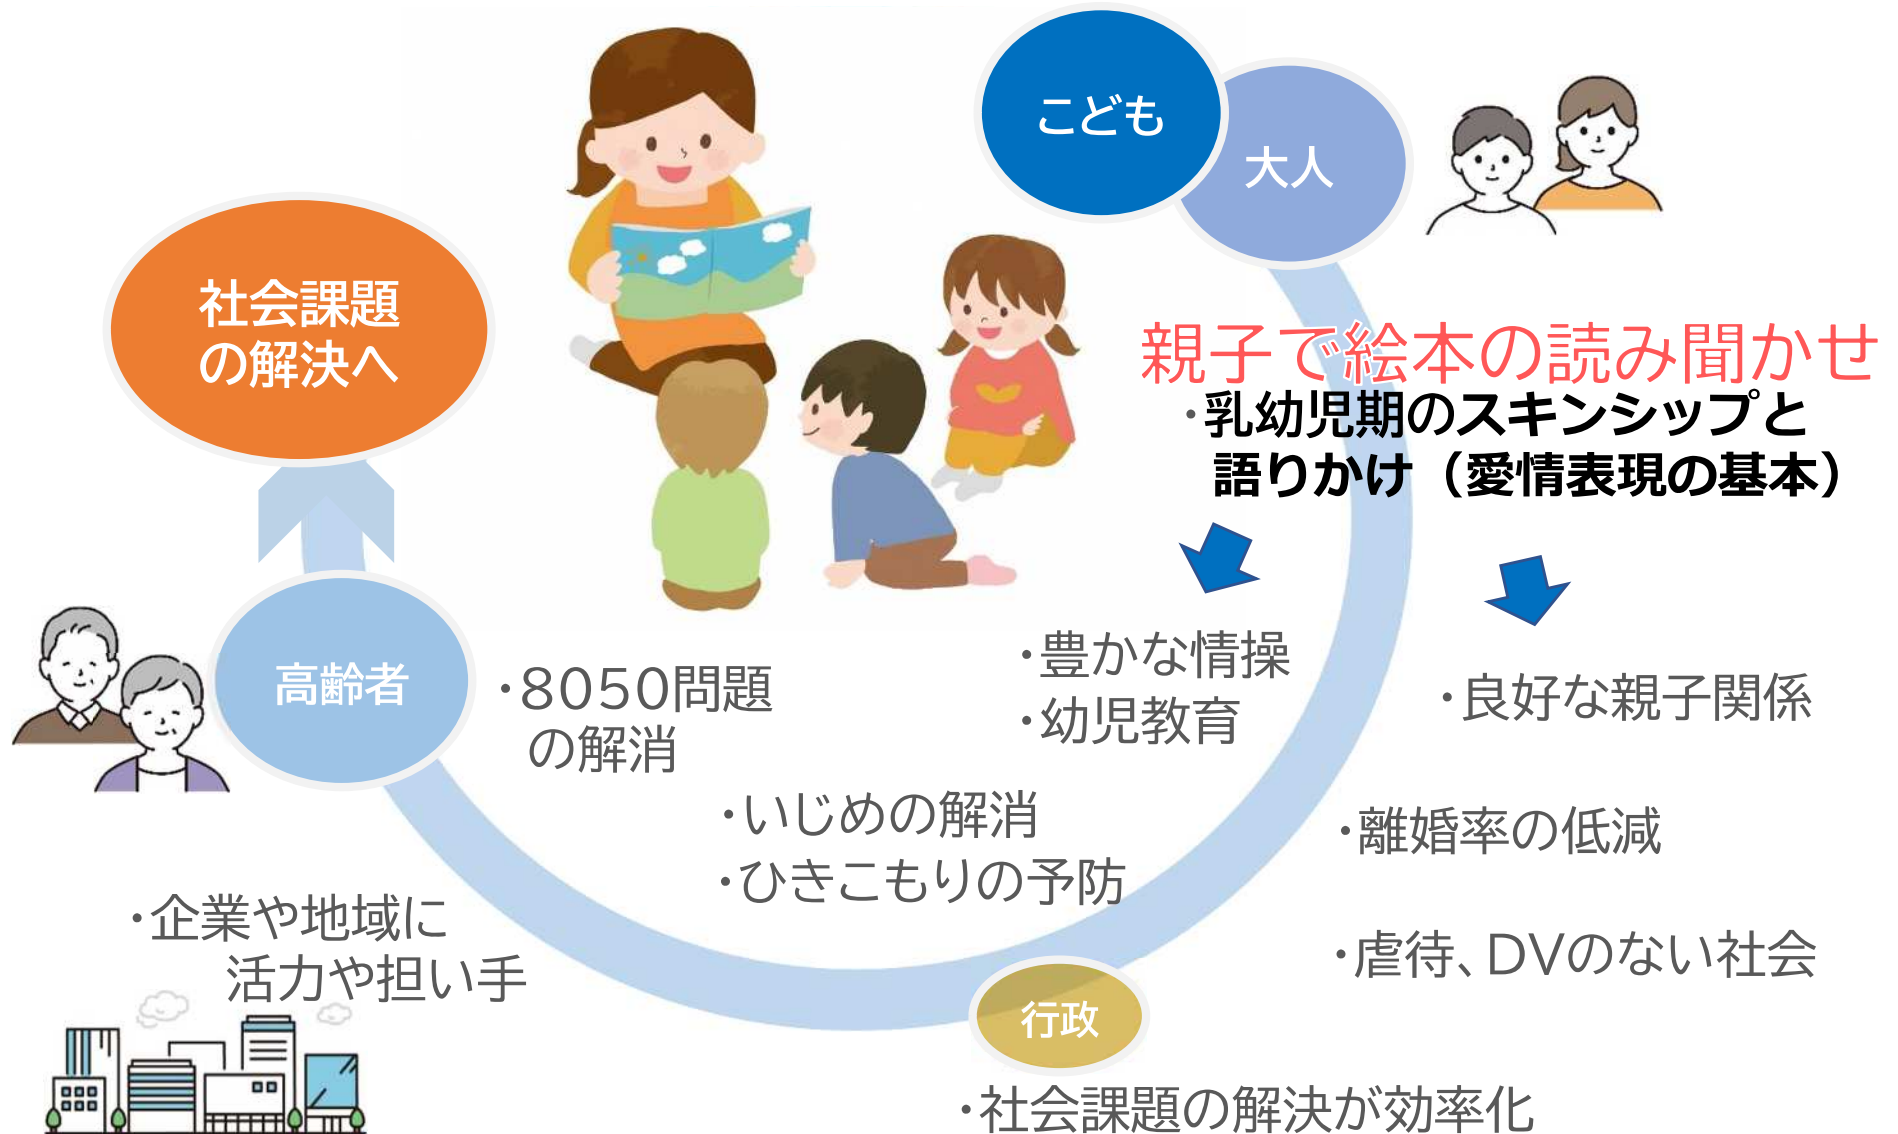 こども
大人
社会課題
の解決へ
親子で絵本の読み聞かせ
・乳幼児期のスキンシップと
語りかけ（愛情表現の基本）
・豊かな情操
・幼児教育
・良好な親子関係
高齢者
・８０５０問題
の解消
・いじめの解消
・ひきこもりの予防
・離婚率の低減
・虐待、DVのない社会
・企業や地域に
活力や担い手
行政
・社会課題の解決が効率化